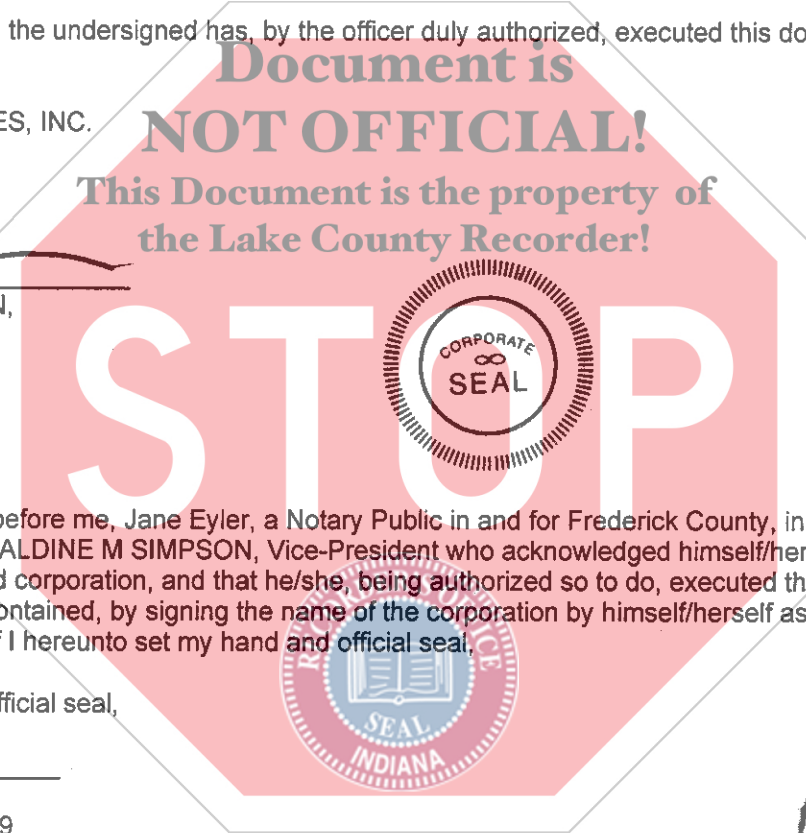 the undersigned has, by the officer duly authorized, executed this do
Document is
NOT OFFICIAL!
ES, INC.
This Document is the property of
the Lake County Recorder!
N,
STOP
CORPORATE
SEAL
before me, Jane Eyler, a Notary Public in and for Frederick County, in
ALDINE M SIMPSON, Vice-President who acknowledged himself/her
d corporation, and that he/she, being authorized so to do, executed th
ontained, by signing the name of the corporation by himself/herself as
f I hereunto set my hand and official seal,
RECORDER'S OFFICE
SEAL
INDIANA
fficial seal,
9